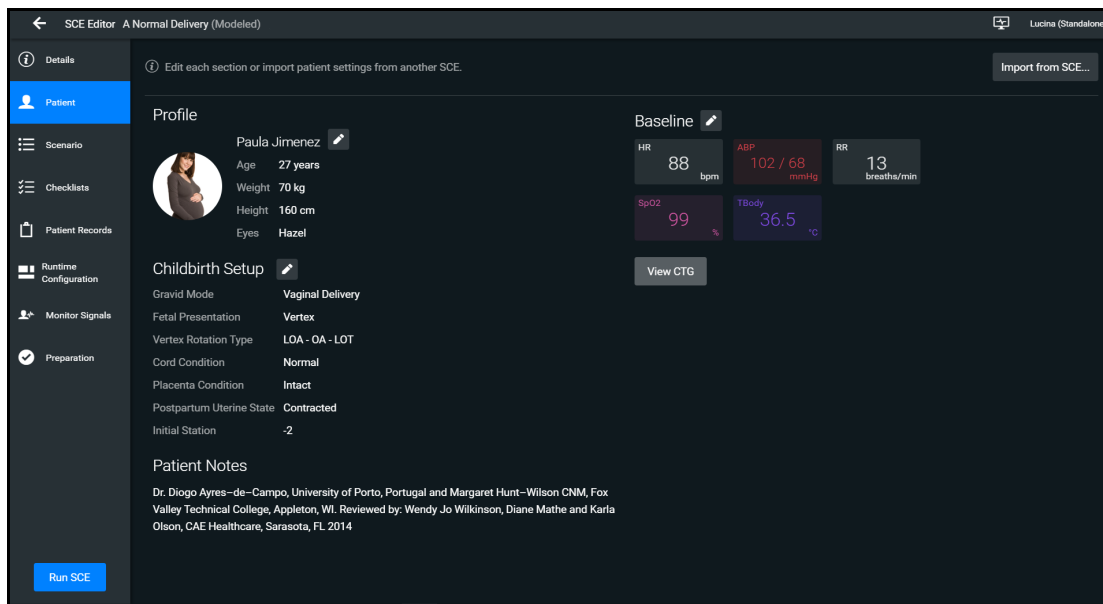 SCE Editor A Normal Delivery (Modeled)
Lucina (Standalone
Details
Patient
Scenario
Checklists
Patient Records
Runtime
Configuration
Monitor Signals
Preparation
Run SCE
Edit each section or import patient settings from another SCE.
Import from SCE...
Profile
Paula Jimenez
Age 27 years
Weight 70 kg
Height 160 cm
Eyes Hazel
Childbirth Setup
Gravid Mode Vaginal Delivery
Fetal Presentation Vertex
Vertex Rotation Type LOA - OA - LOT
Cord Condition Normal
Placenta Condition Intact
Postpartum Uterine State Contracted
Initial Station -2
Patient Notes
Dr. Diogo Ayres–de–Campo, University of Porto, Portugal and Margaret Hunt–Wilson CNM, Fox
Valley Technical College, Appleton, WI. Reviewed by: Wendy Jo Wilkinson, Diane Mathe and Karla
Olson, CAE Healthcare, Sarasota, FL 2014
Baseline
HR
88
bpm
ABP
102 / 68
mmHg
RR
13
breaths/min
SpO2
99
%
TBody
36.5
°C
View CTG